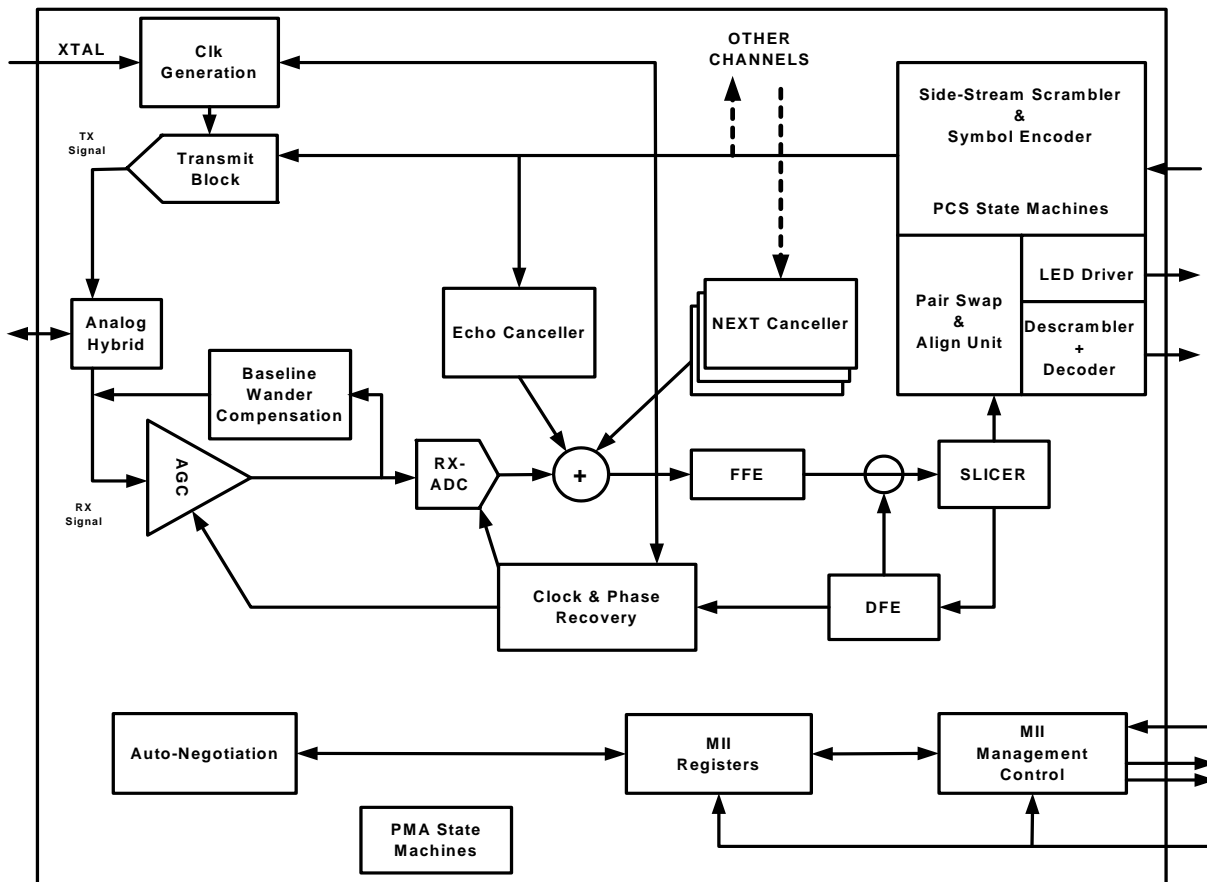 XTAL
Clk
Generation
OTHER
CHANNELS
Side-Stream Scrambler
&
Symbol Encoder
PCS State Machines
TX
Signal
Transmit
Block
Analog
Hybrid
Echo Canceller
NEXT Canceller
Pair Swap
&
Align Unit
LED Driver
Descrambler
+
Decoder
Baseline
Wander
Compensation
AGC
RX
Signal
RX-
ADC
+
FFE
SLICER
Clock & Phase
Recovery
DFE
Auto-Negotiation
MII
Registers
MII
Management
Control
PMA State
Machines